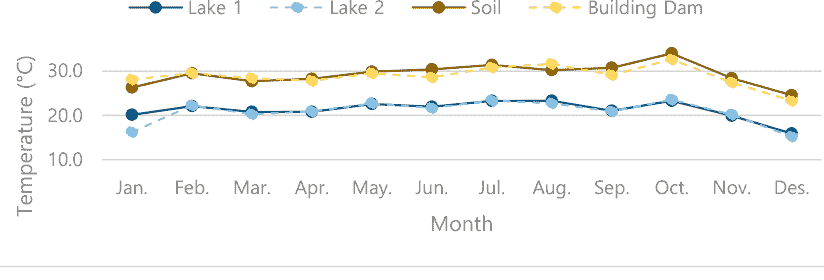 Lake 1 Lake 2 Soil Building Dam
Temperature (°C)
30.0
20.0
10.0
Jan. Feb. Mar. Apr. May. Jun. Jul. Aug. Sep. Oct. Nov. Des.
Month